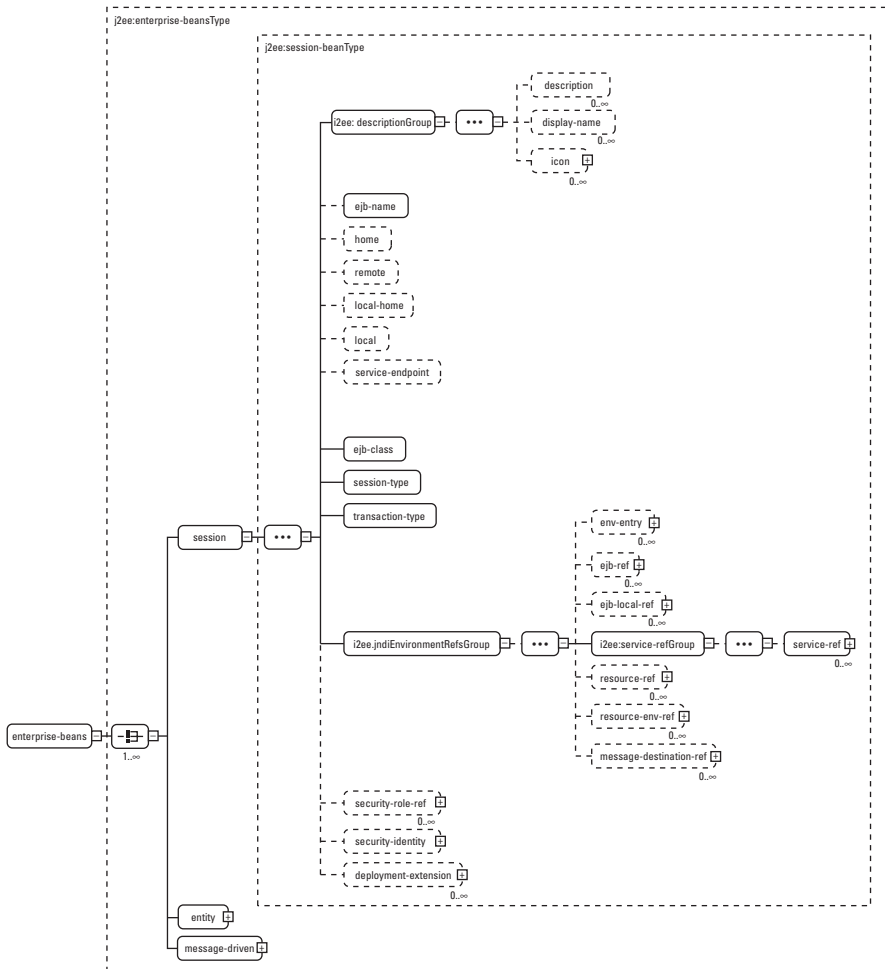 j2ee:enterprise-beansType
j2ee:session-beanType
description
0..∞
i2ee: descriptionGroup
display-name
0..∞
icon
0..∞
ejb-name
home
remote
local-home
local
service-endpoint
ejb-class
session-type
transaction-type
env-entry
0..∞
session
ejb-ref
0..∞
ejb-local-ref
0..∞
i2ee.jndiEnvironmentRefsGroup
i2ee:service-refGroup
service-ref
0..∞
resource-ref
0..∞
resource-env-ref
0..∞
enterprise-beans
1..∞
message-destination-ref
0..∞
security-role-ref
0..∞
security-identity
deployment-extension
0..∞
entity
message-driven